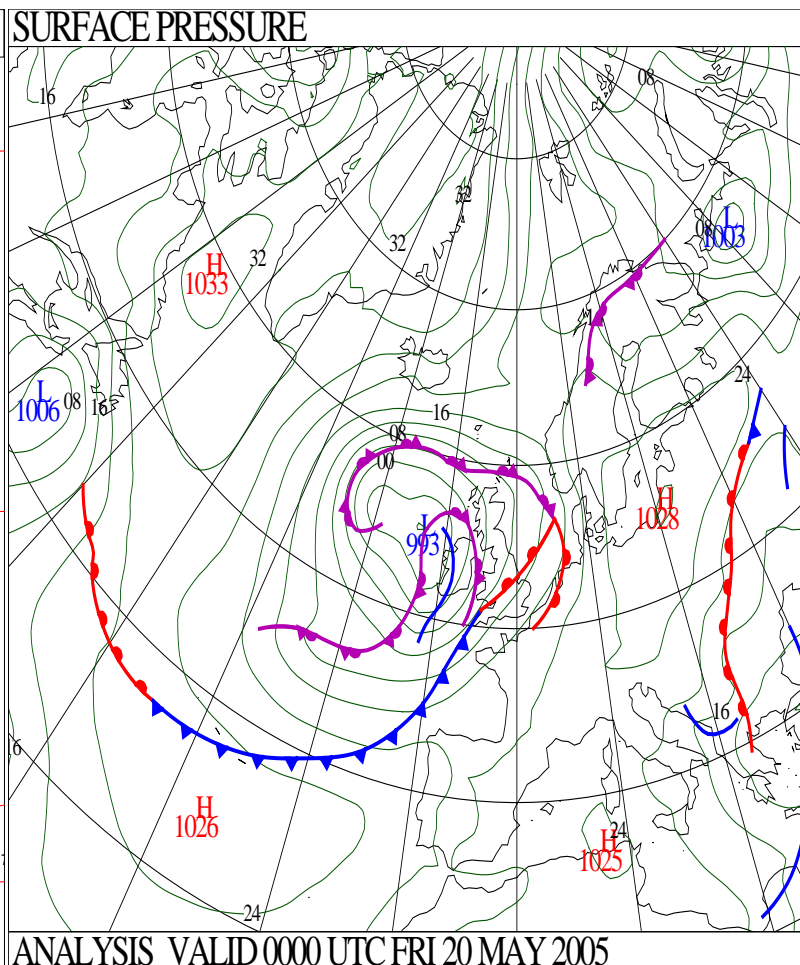 SURFACE PRESSURE
08
16
32
L
08
1003
32
32
H
1033
24
L
1006
08
16
16
08
00
H
1028
L
993
16
16
H
1026
24
H
1025
24
ANALYSIS VALID 0000 UTC FRI 20 MAY 2005